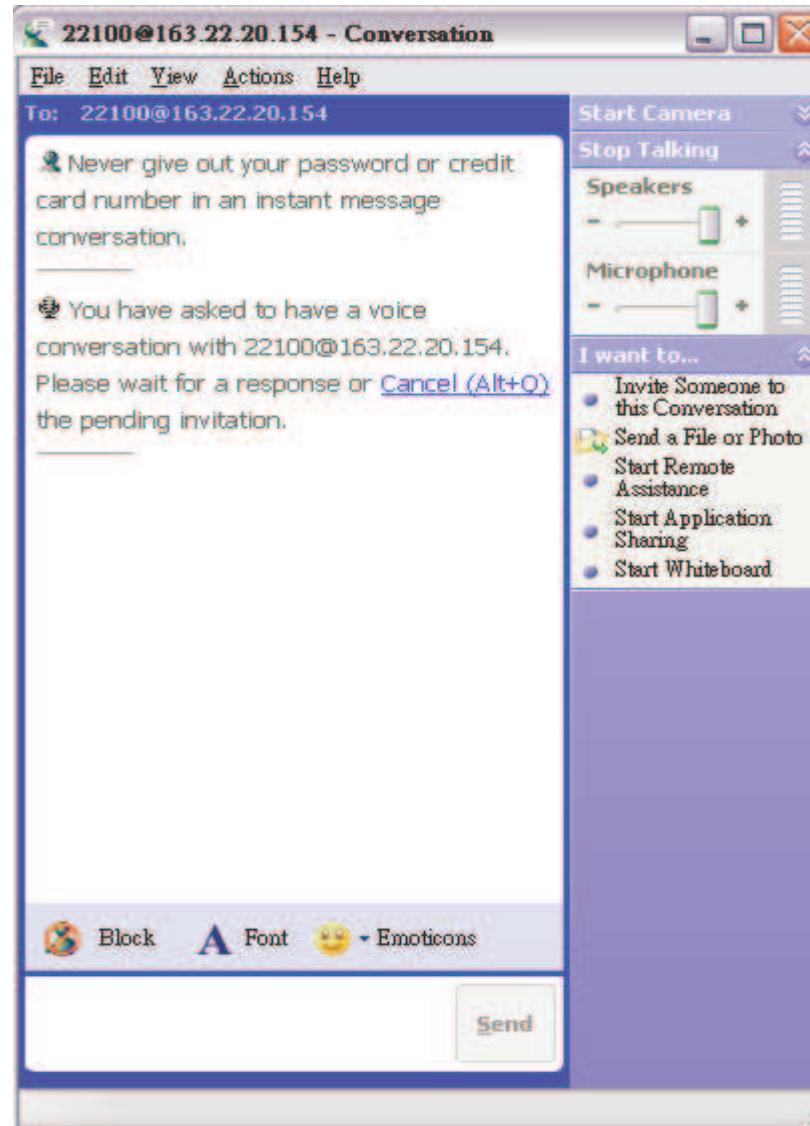 22100@163.22.20.154 - Conversation
File Edit View Actions Help
To: 22100@163.22.20.154
Never give out your password or credit
card number in an instant message
conversation.
You have asked to have a voice
conversation with 22100@163.22.20.154.
Please wait for a response or Cancel (Alt+Q)
the pending invitation.
Block Font Emoticons
Send
Start Camera
Stop Talking
Speakers
- +
Microphone
- +
I want to...
Invite Someone to
this Conversation
Send a File or Photo
Start Remote
Assistance
Start Application
Sharing
Start Whiteboard